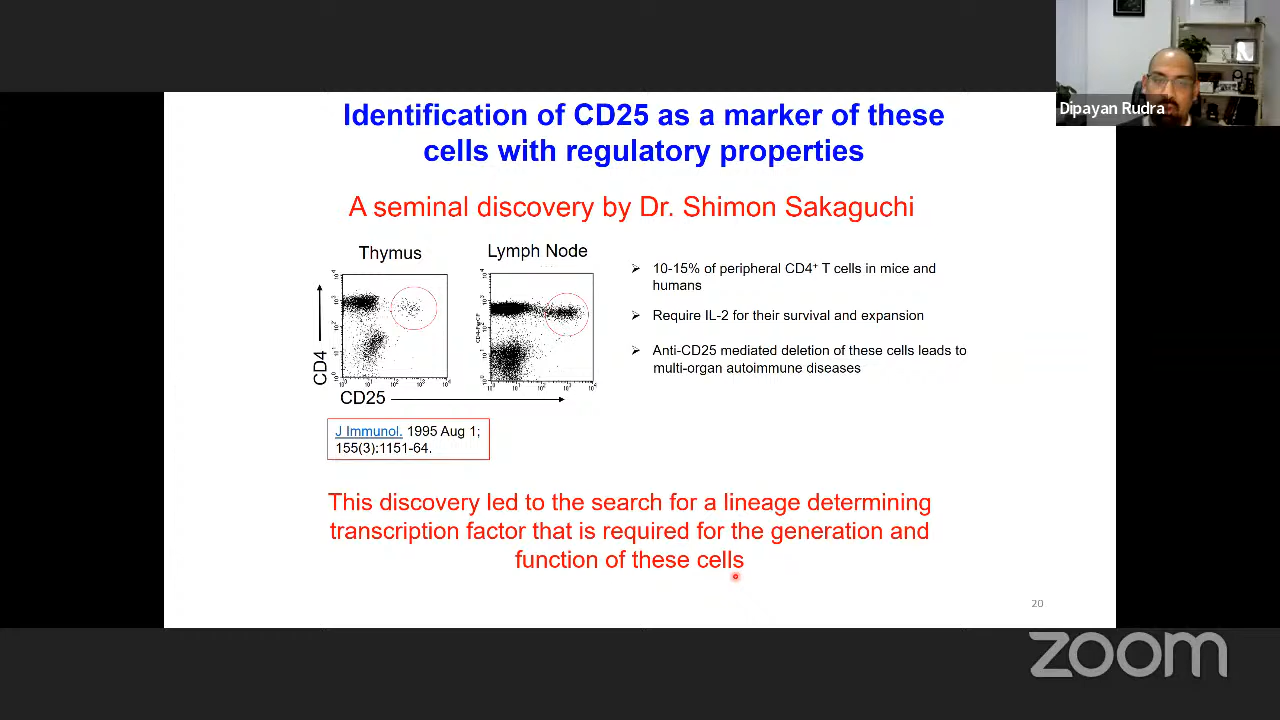 Dipayan Rudra
Identification of CD25 as a marker of these
cells with regulatory properties
A seminal discovery by Dr. Shimon Sakaguchi
Thymus
Lymph Node
CD4
CD25
➢ 10-15% of peripheral CD4⁺ T cells in mice and
humans
➢ Require IL-2 for their survival and expansion
➢ Anti-CD25 mediated deletion of these cells leads to
multi-organ autoimmune diseases
J Immunol. 1995 Aug 1;
155(3):1151-64.
This discovery led to the search for a lineage determining
transcription factor that is required for the generation and
function of these cells
20
zoom